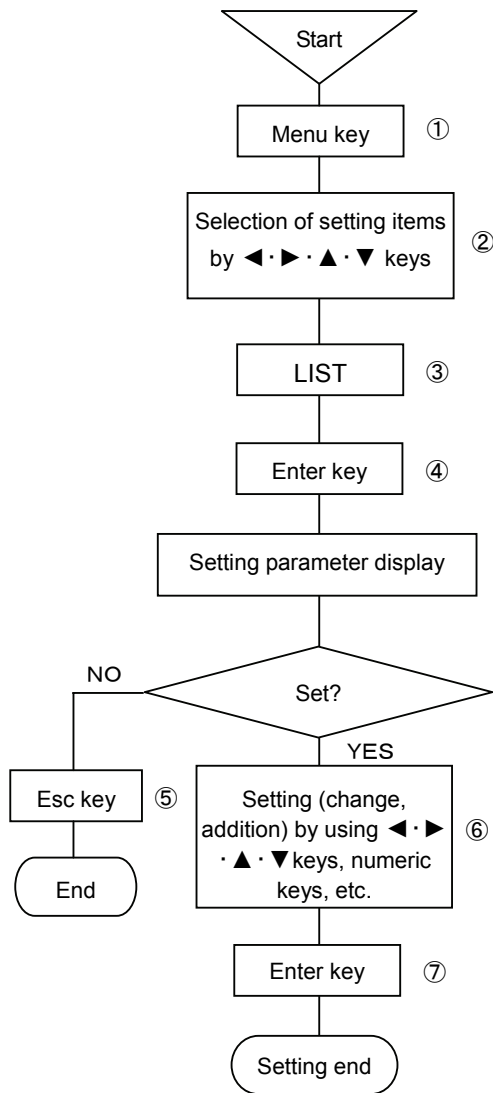 Start
Menu key ①
Selection of setting items
by ◀·▶·▲·▼ keys ②
LIST ③
Enter key ④
Setting parameter display
Set?
NO
YES
Esc key ⑤
End
Setting (change,
addition) by using ◀·▶
·▲·▼keys, numeric
keys, etc. ⑥
Enter key ⑦
Setting end